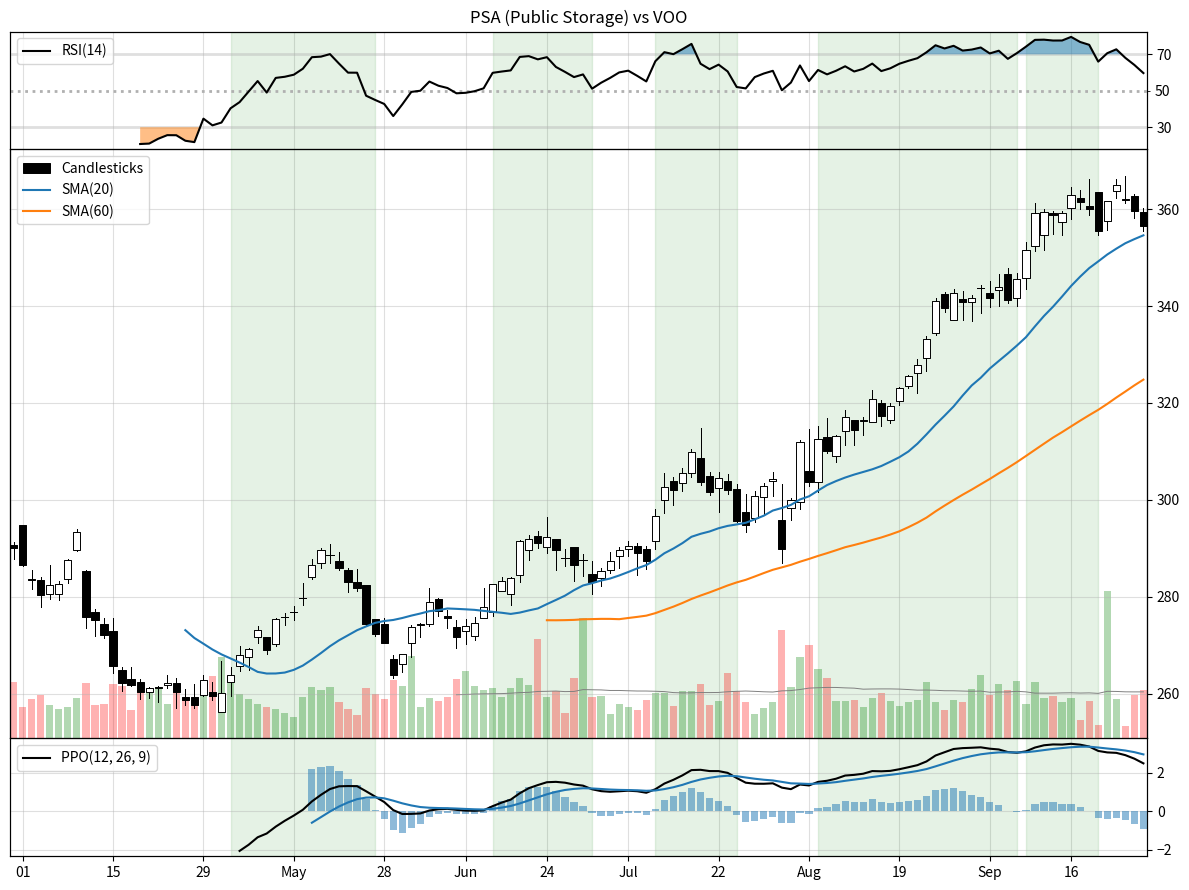 PSA (Public Storage) vs VOO
RSI(14)
70
50
30
Candlesticks
SMA(20)
SMA(60)
360
340
320
300
280
260
PPO(12, 26, 9)
2
0
−2
01 15 29 May 28 Jun 24 Jul 22 Aug 19 Sep 16